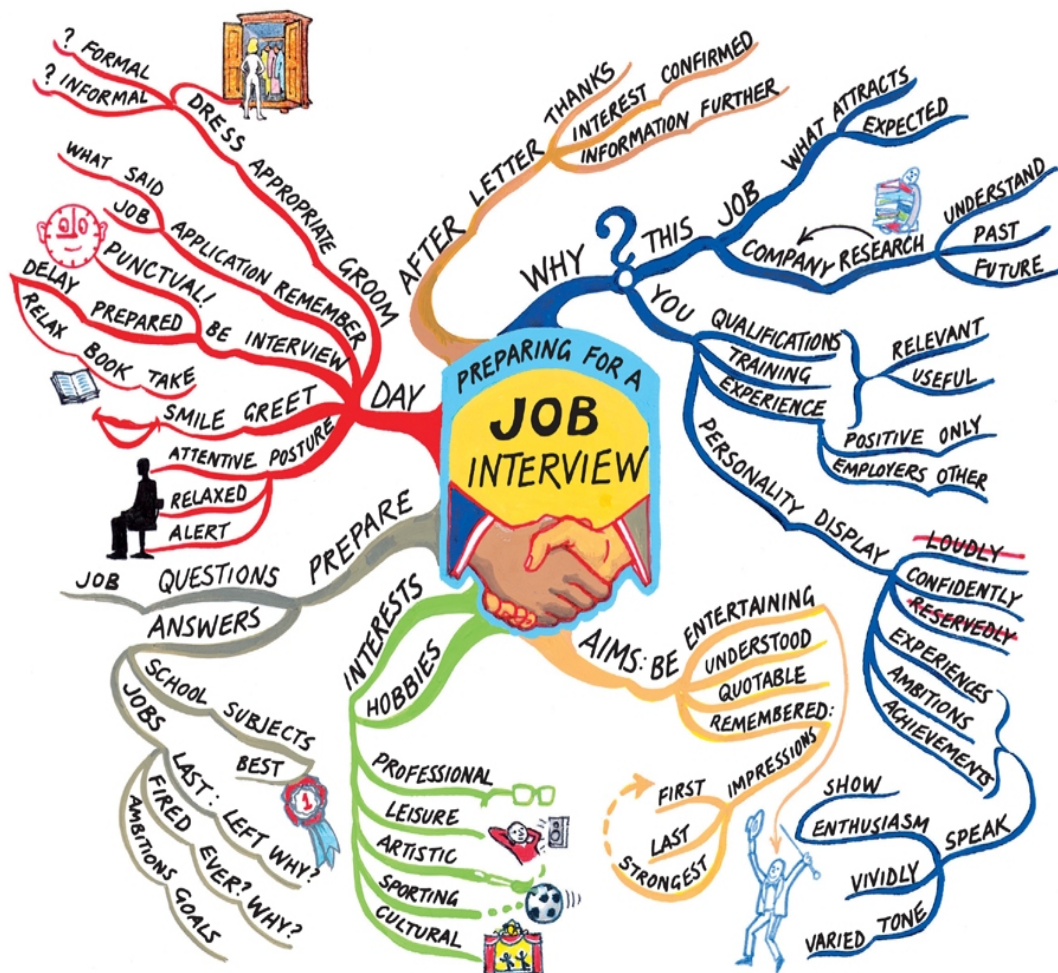 PREPARING FOR A
JOB
INTERVIEW
AFTER LETTER
THANKS
INTEREST CONFIRMED
INFORMATION FURTHER
WHY ?
THIS JOB
WHAT ATTRACTS
EXPECTED
COMPANY RESEARCH
UNDERSTAND
PAST
FUTURE
YOU
QUALIFICATIONS
TRAINING
EXPERIENCE
RELEVANT
USEFUL
POSITIVE ONLY
EMPLOYERS OTHER
PERSONALITY DISPLAY
LOUDLY
CONFIDENTLY
RESERVEDLY
EXPERIENCES
AMBITIONS
ACHIEVEMENTS
SPEAK
SHOW
ENTHUSIASM
VIVIDLY
VARIED TONE
AIMS: BE
ENTERTAINING
UNDERSTOOD
QUOTABLE
REMEMBERED:
IMPRESSIONS
FIRST
LAST
STRONGEST
INTERESTS
HOBBIES
PROFESSIONAL
LEISURE
ARTISTIC
SPORTING
CULTURAL
PREPARE
QUESTIONS
JOB
ANSWERS
SCHOOL SUBJECTS
BEST
1
JOBS
LAST: LEFT WHY?
FIRED EVER? WHY?
AMBITIONS GOALS
DAY
DRESS APPROPRIATE GROOM
? FORMAL
? INFORMAL
APPLICATION REMEMBER
WHAT SAID
JOB
BE INTERVIEW
PUNCTUAL!
PREPARED
DELAY
RELAX
BOOK TAKE
SMILE GREET
ATTENTIVE POSTURE
RELAXED
ALERT